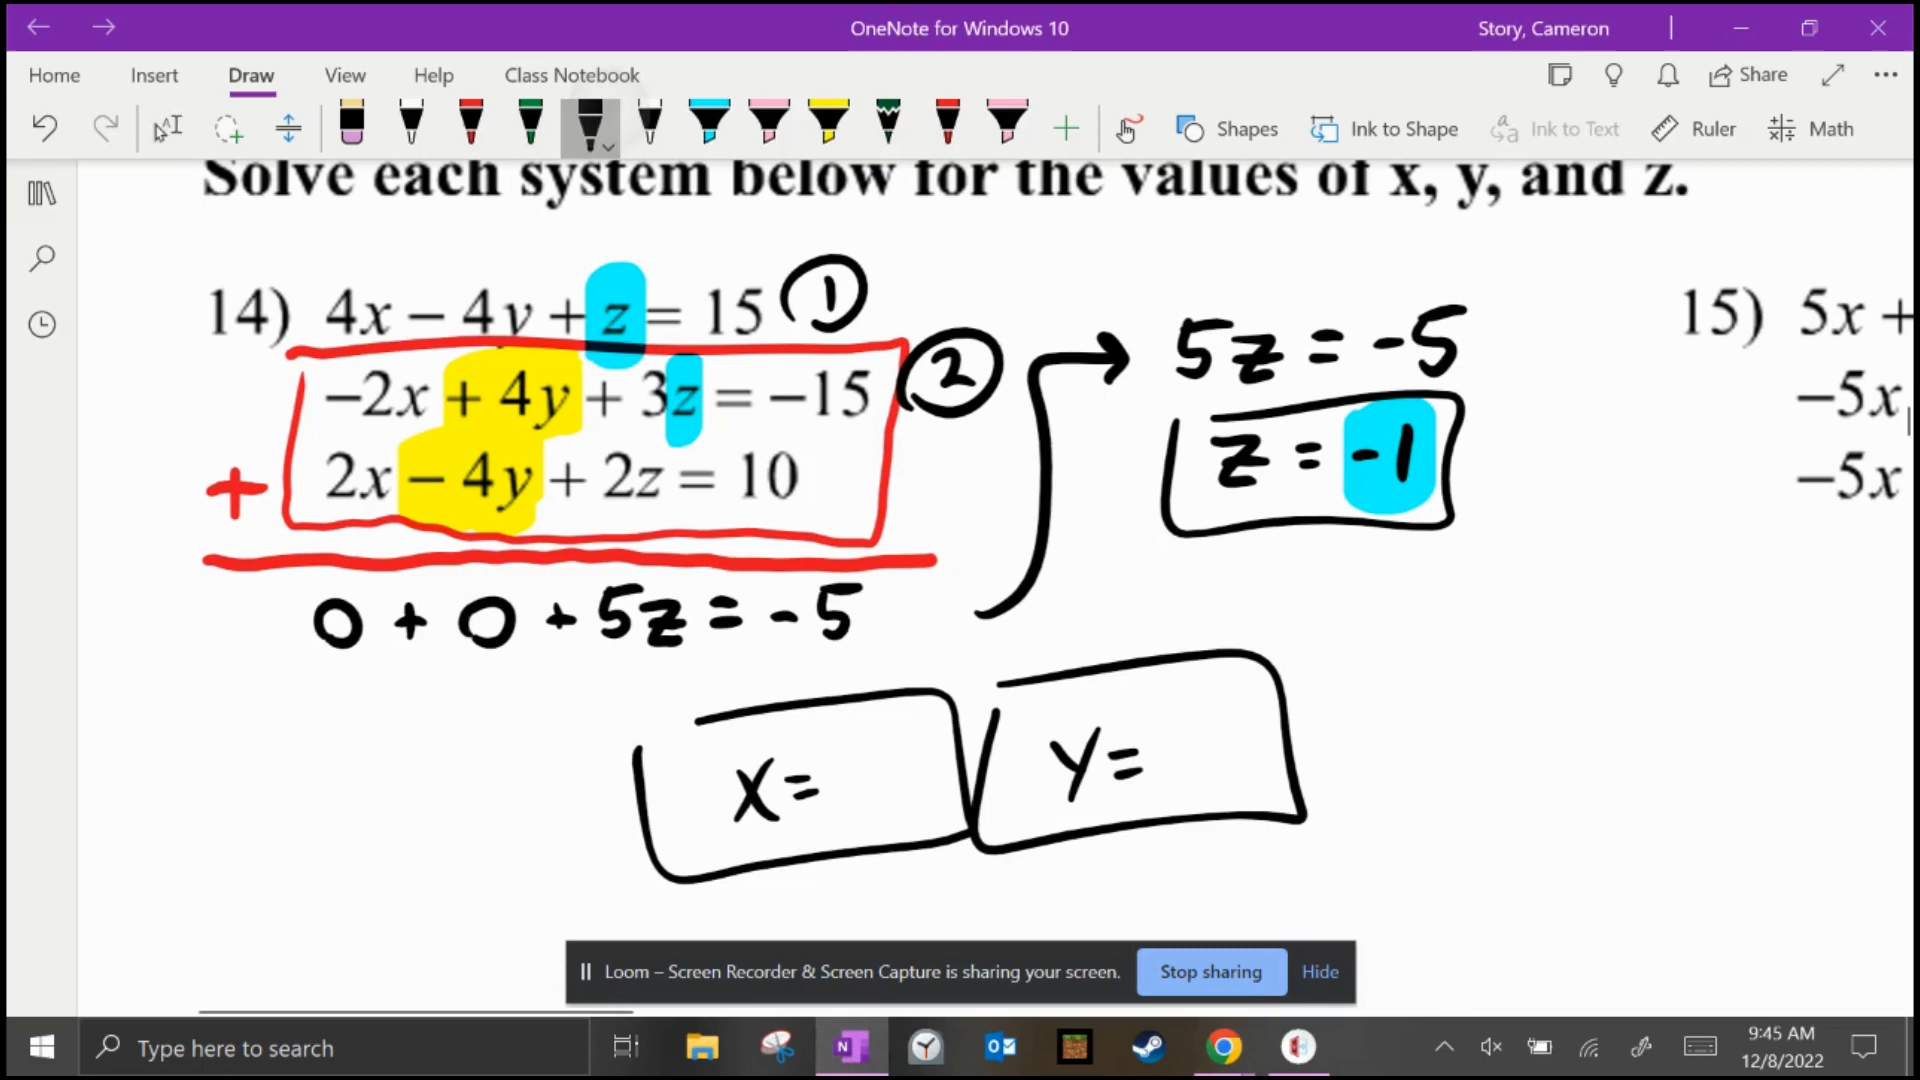 OneNote for Windows 10
Story, Cameron
Home Insert Draw View Help Class Notebook Share
Shapes Ink to Shape Ink to Text Ruler Math
Solve each system below for the values of x, y, and z.
14) 4x − 4y + z = 15 ①
−2x + 4y + 3z = −15 ②
+ 2x − 4y + 2z = 10
0 + 0 + 5z = -5
5z = -5
z = -1
x=
y=
15) 5x +
−5x
−5x
Loom – Screen Recorder & Screen Capture is sharing your screen. Stop sharing Hide
Type here to search
9:45 AM
12/8/2022